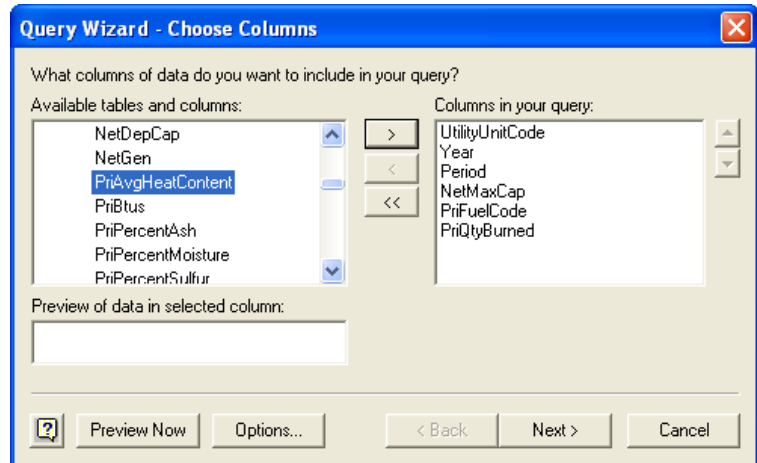 Query Wizard - Choose Columns
What columns of data do you want to include in your query?
Available tables and columns:
Columns in your query:
NetDepCap
NetGen
PriAvgHeatContent
PriBtus
PriPercentAsh
PriPercentMoisture
PriPercentSulfur
>
<
<<
UtilityUnitCode
Year
Period
NetMaxCap
PriFuelCode
PriQtyBurned
Preview of data in selected column:
?
Preview Now
Options...
< Back
Next >
Cancel